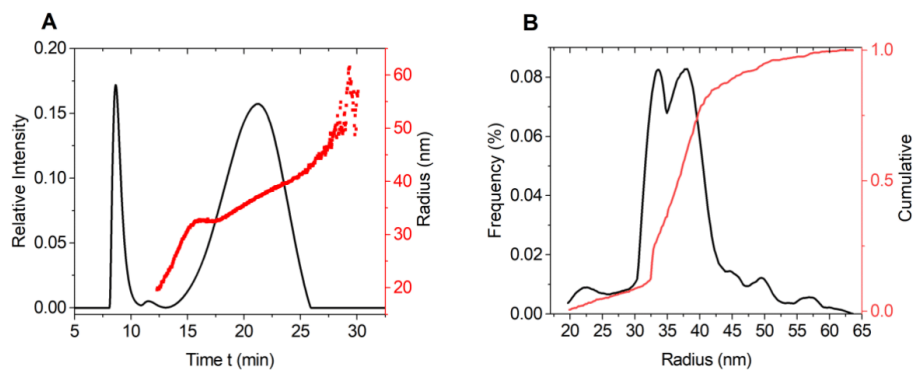 A
0.20
0.15
0.10
0.05
0.00
Relative Intensity
5 10 15 20 25 30
Time t (min)
60
50
40
30
20
Radius (nm)
B
0.08
0.06
0.04
0.02
0.00
Frequency (%)
15 20 25 30 35 40 45 50 55 60 65
Radius (nm)
1.0
0.5
0.0
Cumulative